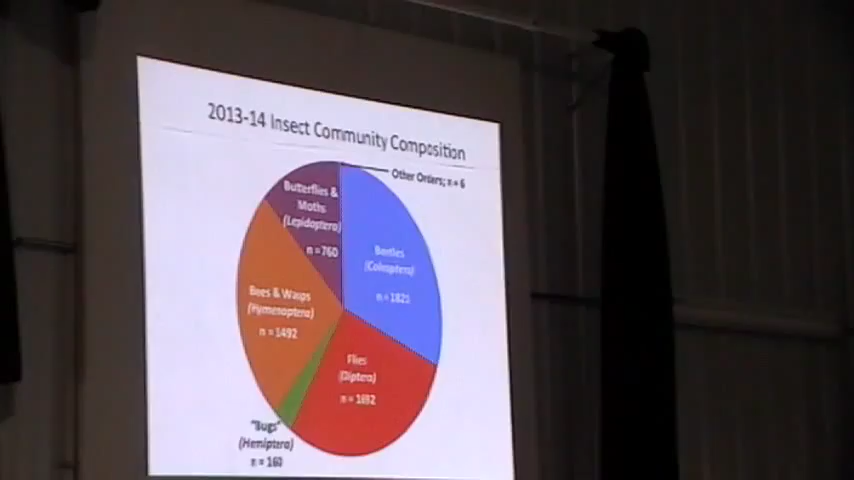 2013-14 Insect Community Composition
Other Orders; n = 6
Butterflies &
Moths
(Lepidoptera)
n = 760
Beetles
(Coleoptera)
n = 1821
Bees & Wasps
(Hymenoptera)
n = 1492
Flies
(Diptera)
"Bugs"
(Hemiptera)
n = 160